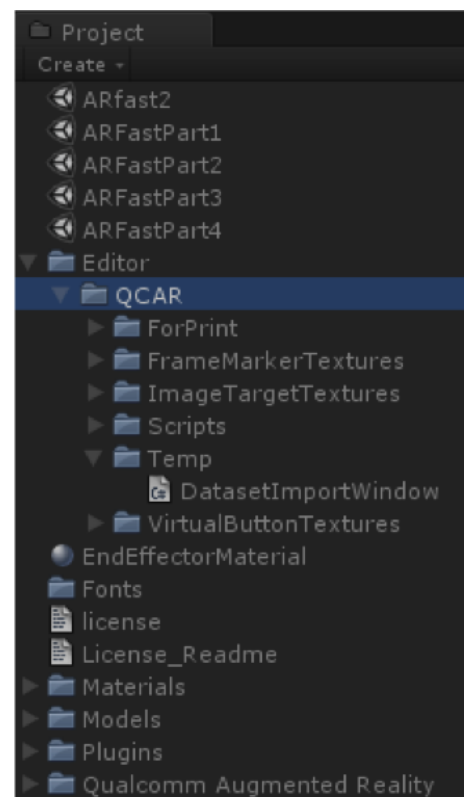 Project
Create
ARfast2
ARFastPart1
ARFastPart2
ARFastPart3
ARFastPart4
Editor
QCAR
ForPrint
FrameMarkerTextures
ImageTargetTextures
Scripts
Temp
C# DatasetImportWindow
VirtualButtonTextures
EndEffectorMaterial
Fonts
license
License_Readme
Materials
Models
Plugins
Qualcomm Augmented Reality